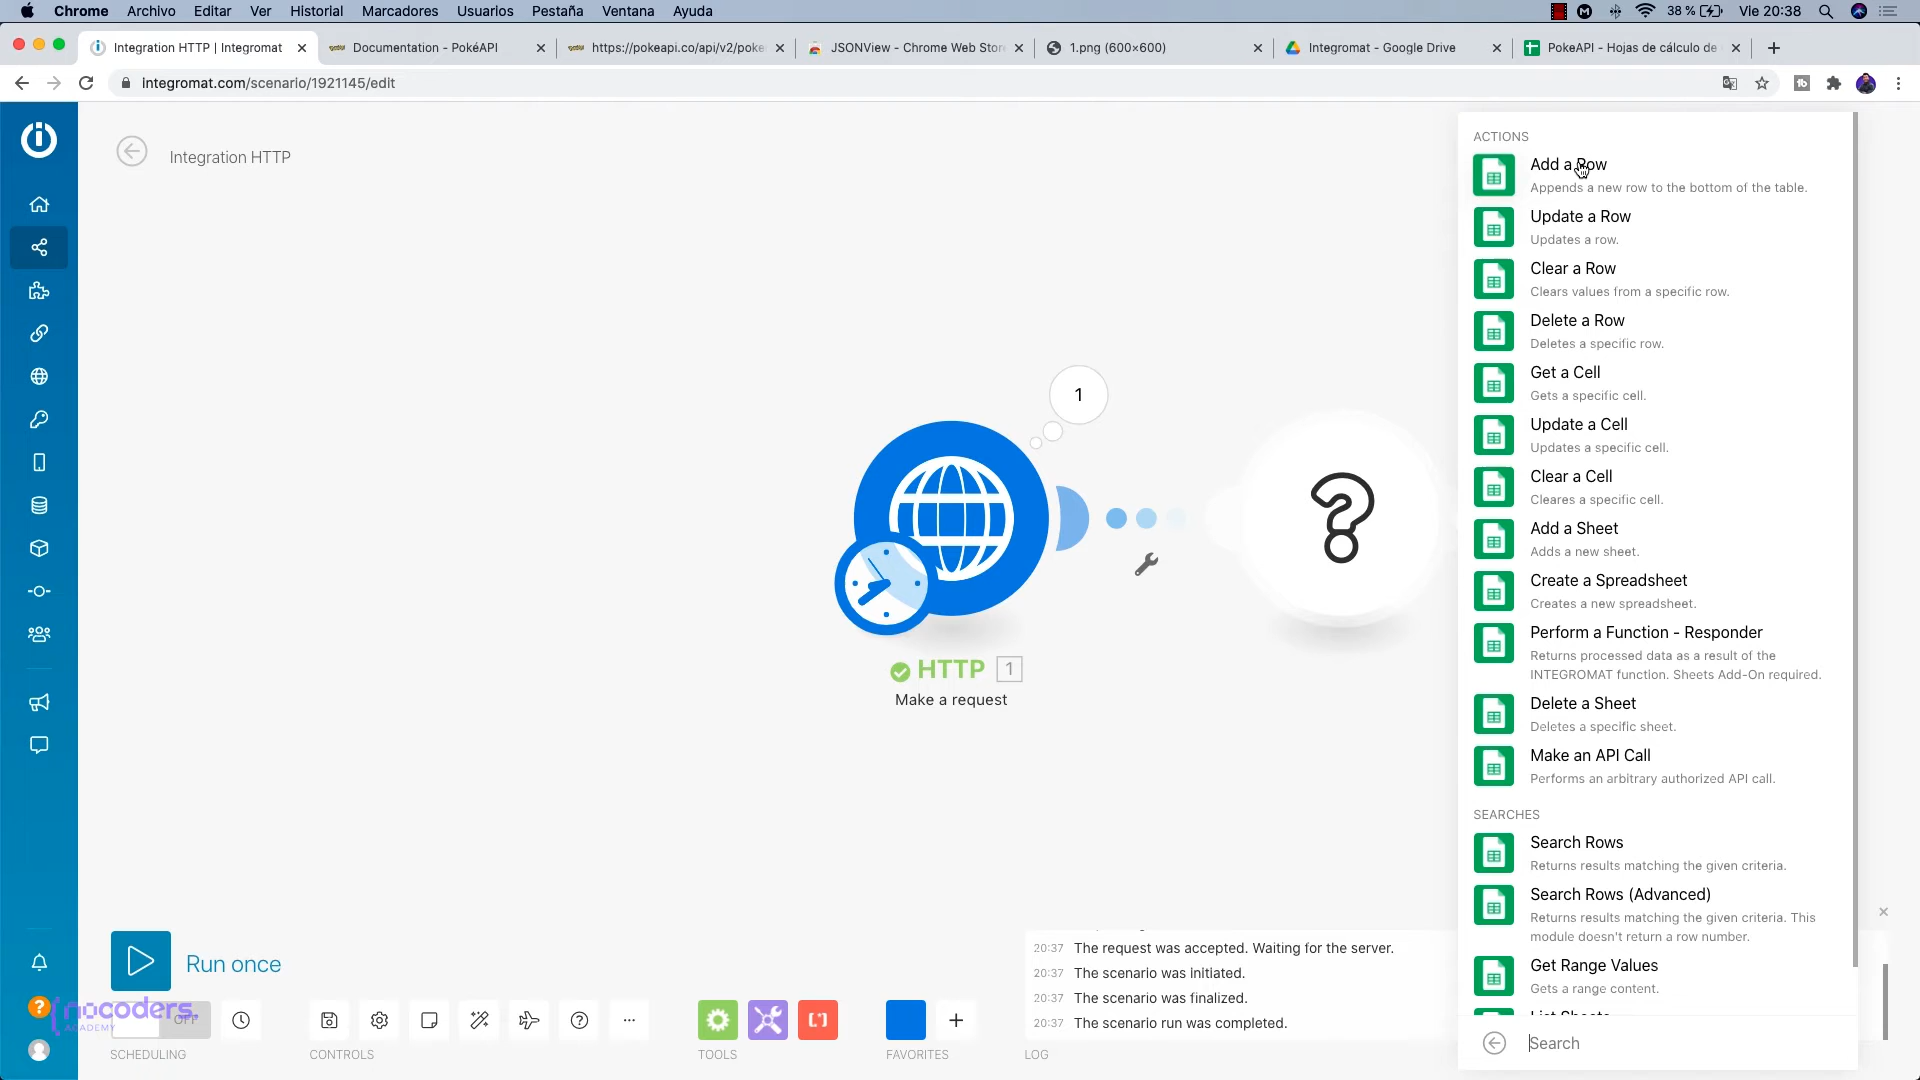 Chrome Archivo Editar Ver Historial Marcadores Usuarios Pestaña Ventana Ayuda 38 % Vie 20:38
Integration HTTP | Integromat Documentation - PokéAPI https://pokeapi.co/api/v2/poke JSONView - Chrome Web Stor 1.png (600×600) Integromat - Google Drive PokeAPI - Hojas de cálculo de
integromat.com/scenario/1921145/edit
Integration HTTP
1
HTTP 1
Make a request
ACTIONS
Add a Row
Appends a new row to the bottom of the table.
Update a Row
Updates a row.
Clear a Row
Clears values from a specific row.
Delete a Row
Deletes a specific row.
Get a Cell
Gets a specific cell.
Update a Cell
Updates a specific cell.
Clear a Cell
Cleares a specific cell.
Add a Sheet
Adds a new sheet.
Create a Spreadsheet
Creates a new spreadsheet.
Perform a Function - Responder
Returns processed data as a result of the
INTEGROMAT function. Sheets Add-On required.
Delete a Sheet
Deletes a specific sheet.
Make an API Call
Performs an arbitrary authorized API call.
SEARCHES
Search Rows
Returns results matching the given criteria.
Search Rows (Advanced)
Returns results matching the given criteria. This
module doesn't return a row number.
Get Range Values
Gets a range content.
List Sheets
Search
Run once
OFF
SCHEDULING
CONTROLS
TOOLS
FAVORITES
LOG
20:37 The request was accepted. Waiting for the server.
20:37 The scenario was initiated.
20:37 The scenario was finalized.
20:37 The scenario run was completed.
nocoders.
ACADEMY